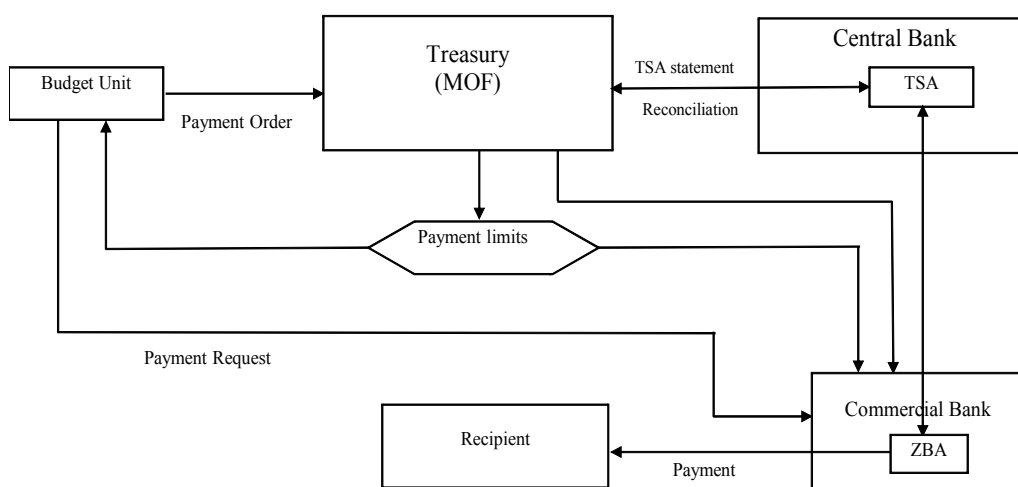 Treasury
(MOF)
Central Bank
Budget Unit
TSA statement
TSA
Payment Order
Reconciliation
Payment limits
Payment Request
Commercial Bank
Recipient
ZBA
Payment